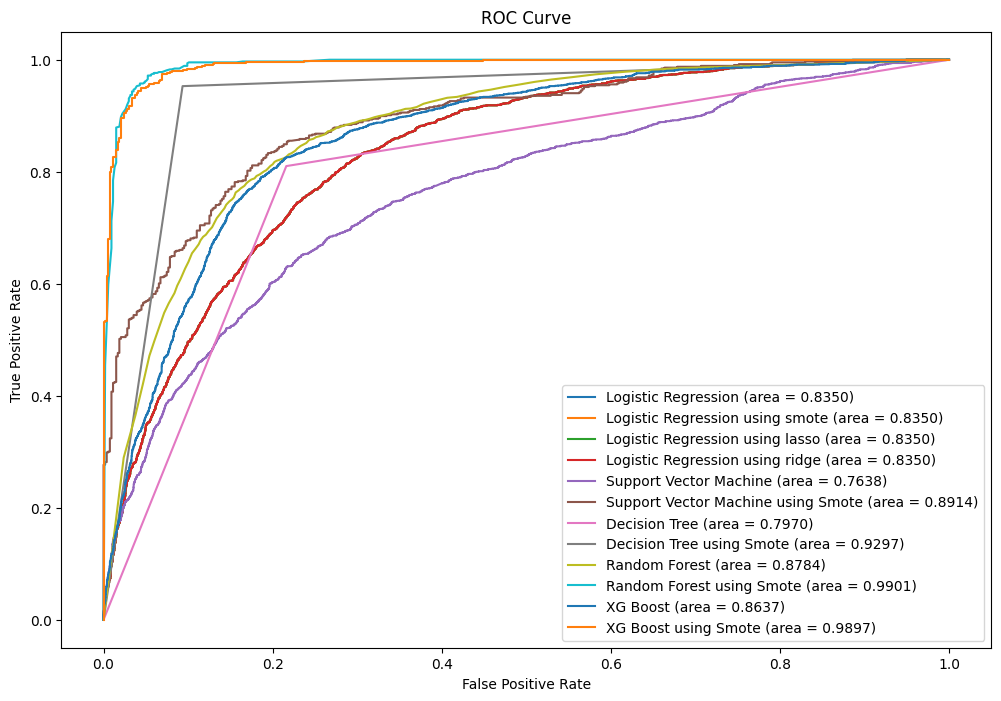 ROC Curve
True Positive Rate
1.0
0.8
0.6
0.4
0.2
0.0
Logistic Regression (area = 0.8350)
Logistic Regression using smote (area = 0.8350)
Logistic Regression using lasso (area = 0.8350)
Logistic Regression using ridge (area = 0.8350)
Support Vector Machine (area = 0.7638)
Support Vector Machine using Smote (area = 0.8914)
Decision Tree (area = 0.7970)
Decision Tree using Smote (area = 0.9297)
Random Forest (area = 0.8784)
Random Forest using Smote (area = 0.9901)
XG Boost (area = 0.8637)
XG Boost using Smote (area = 0.9897)
0.0 0.2 0.4 0.6 0.8 1.0
False Positive Rate